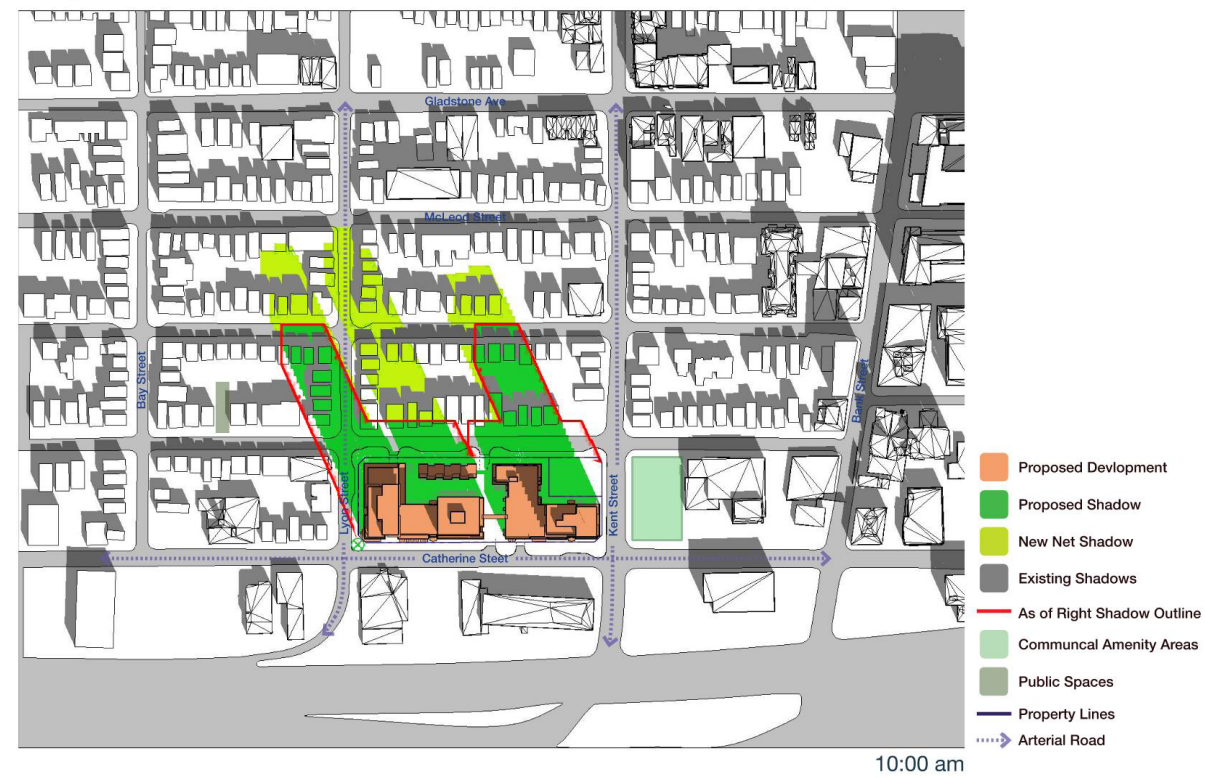 Gladstone Ave
McLeod Street
Bay Street
Bank Street
Lyon Street
Kent Street
Catherine Steet
Proposed Devlopment
Proposed Shadow
New Net Shadow
Existing Shadows
As of Right Shadow Outline
Communcal Amenity Areas
Public Spaces
Property Lines
Arterial Road
10:00 am